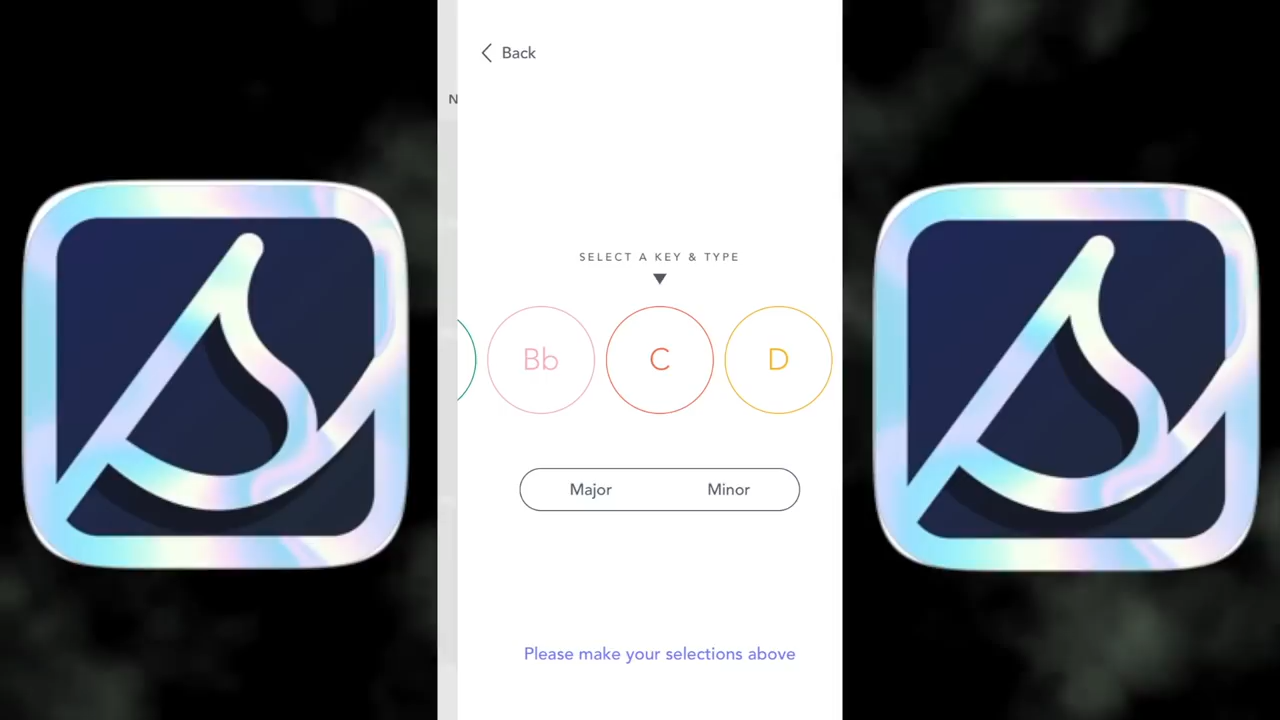 Back
N
SELECT A KEY & TYPE
Bb C D
Major Minor
Please make your selections above